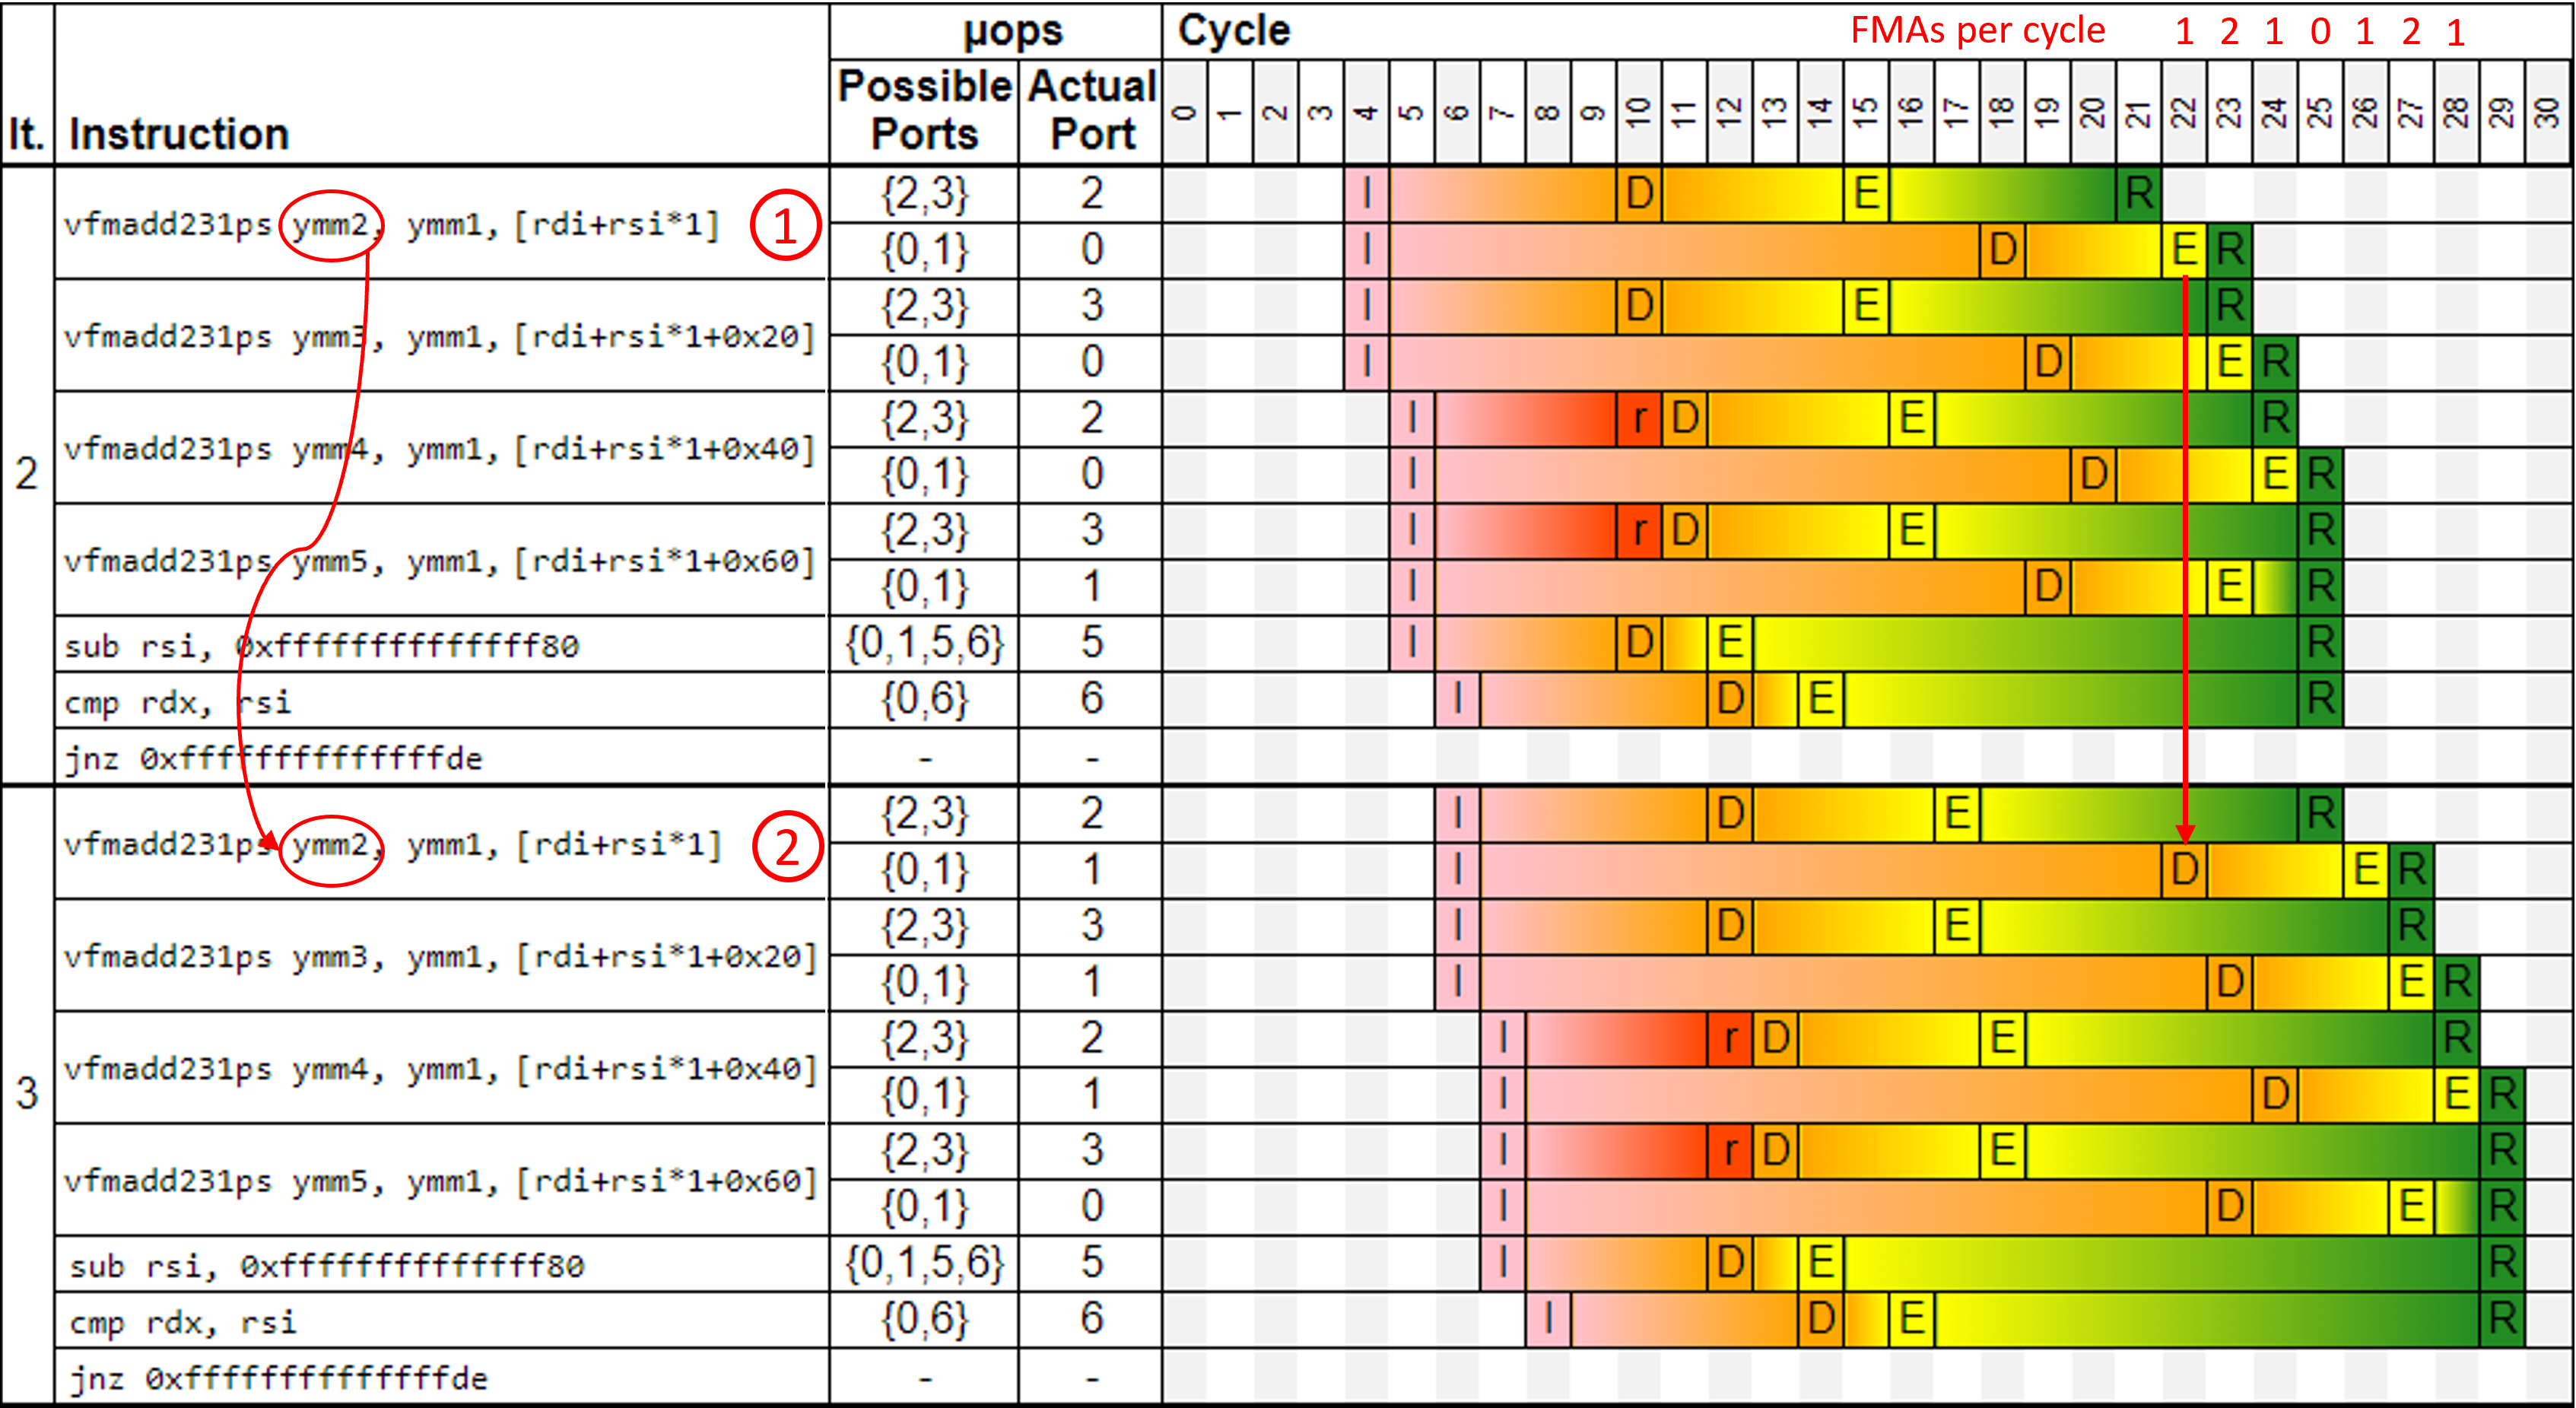 µops Cycle FMAs per cycle 1 2 1 0 1 2 1
It. Instruction Possible Ports Actual Port 0 1 2 3 4 5 6 7 8 9 10 11 12 13 14 15 16 17 18 19 20 21 22 23 24 25 26 27 28 29 30
2
vfmadd231ps ymm2, ymm1, [rdi+rsi*1] 1 {2,3} 2 I D E R
{0,1} 0 I D E R
vfmadd231ps ymm3, ymm1, [rdi+rsi*1+0x20] {2,3} 3 I D E R
{0,1} 0 I D E R
vfmadd231ps ymm4, ymm1, [rdi+rsi*1+0x40] {2,3} 2 I r D E R
{0,1} 0 I D E R
vfmadd231ps ymm5, ymm1, [rdi+rsi*1+0x60] {2,3} 3 I r D E R
{0,1} 1 I D E R
sub rsi, 0xffffffffffffff80 {0,1,5,6} 5 I D E R
cmp rdx, rsi {0,6} 6 I D E R
jnz 0xffffffffffffffde - -
3
vfmadd231ps ymm2, ymm1, [rdi+rsi*1] 2 {2,3} 2 I D E R
{0,1} 1 I D E R
vfmadd231ps ymm3, ymm1, [rdi+rsi*1+0x20] {2,3} 3 I D E R
{0,1} 1 I D E R
vfmadd231ps ymm4, ymm1, [rdi+rsi*1+0x40] {2,3} 2 I r D E R
{0,1} 1 I D E R
vfmadd231ps ymm5, ymm1, [rdi+rsi*1+0x60] {2,3} 3 I r D E R
{0,1} 0 I D E R
sub rsi, 0xffffffffffffff80 {0,1,5,6} 5 I D E R
cmp rdx, rsi {0,6} 6 I D E R
jnz 0xffffffffffffffde - -